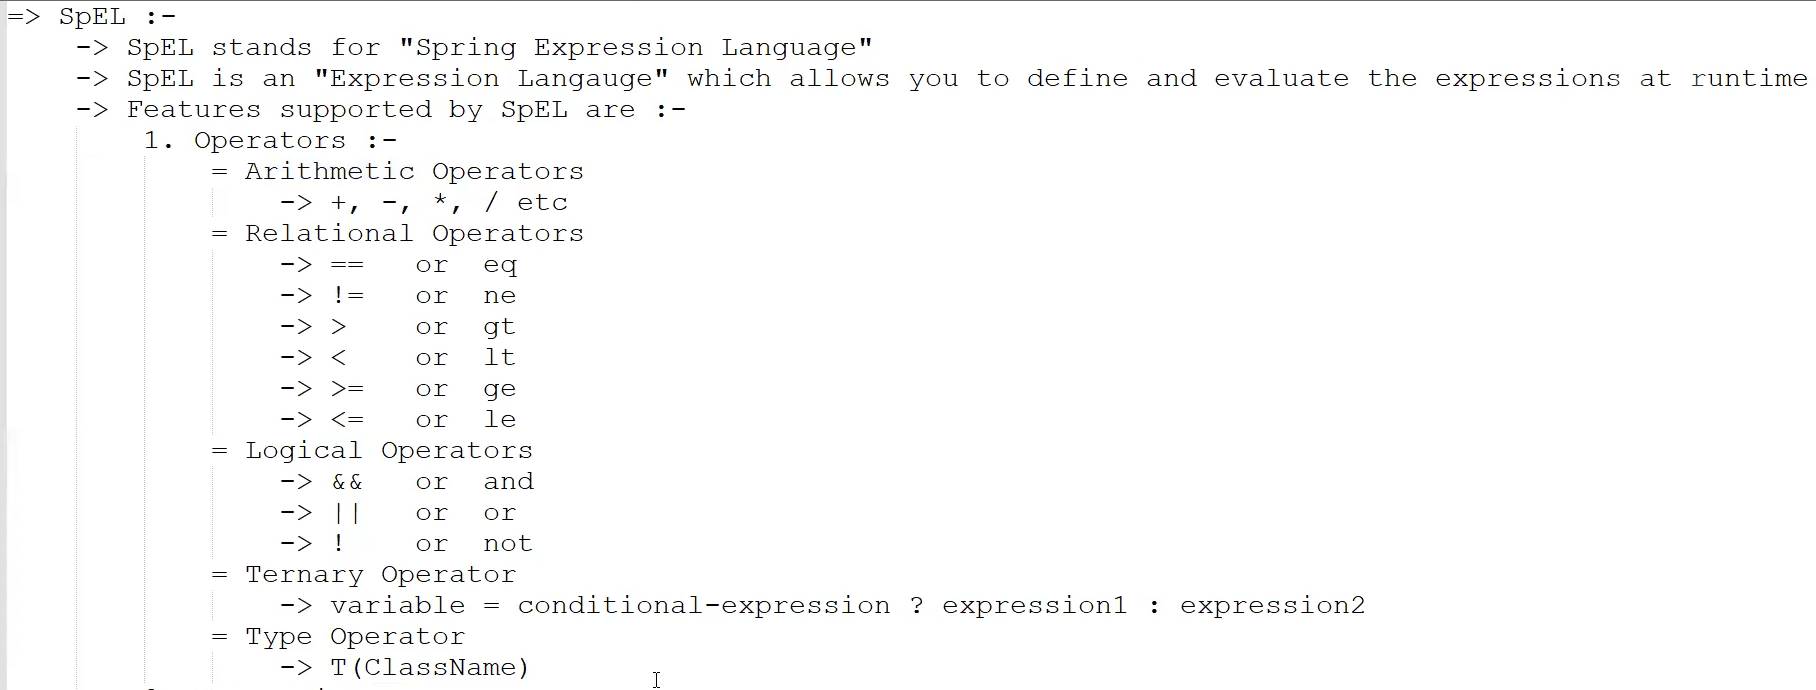 => SpEL :-
-> SpEL stands for "Spring Expression Language"
-> SpEL is an "Expression Langauge" which allows you to define and evaluate the expressions at runtime
-> Features supported by SpEL are :-
1. Operators :-
= Arithmetic Operators
-> +, -, *, / etc
= Relational Operators
-> == or eq
-> != or ne
-> > or gt
-> < or lt
-> >= or ge
-> <= or le
= Logical Operators
-> && or and
-> || or or
-> ! or not
= Ternary Operator
-> variable = conditional-expression ? expression1 : expression2
= Type Operator
-> T(ClassName)